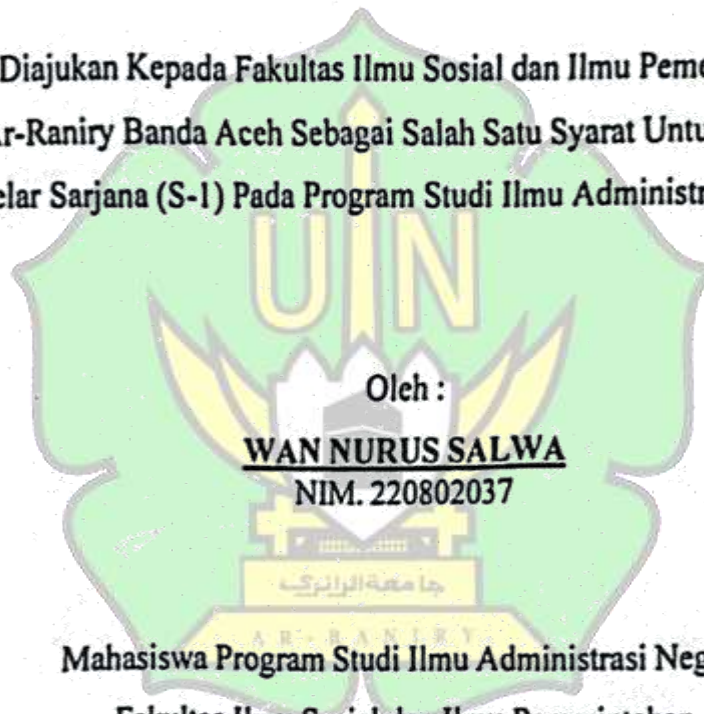 Diajukan Kepada Fakultas Ilmu Sosial dan Ilmu Peme
Ar-Raniry Banda Aceh Sebagai Salah Satu Syarat Untu
elar Sarjana (S-1) Pada Program Studi Ilmu Administr
UIN
Oleh :
WAN NURUS SALWA
NIM. 220802037
جامعة الرانري
AR-RANIRY
Mahasiswa Program Studi Ilmu Administrasi Neg